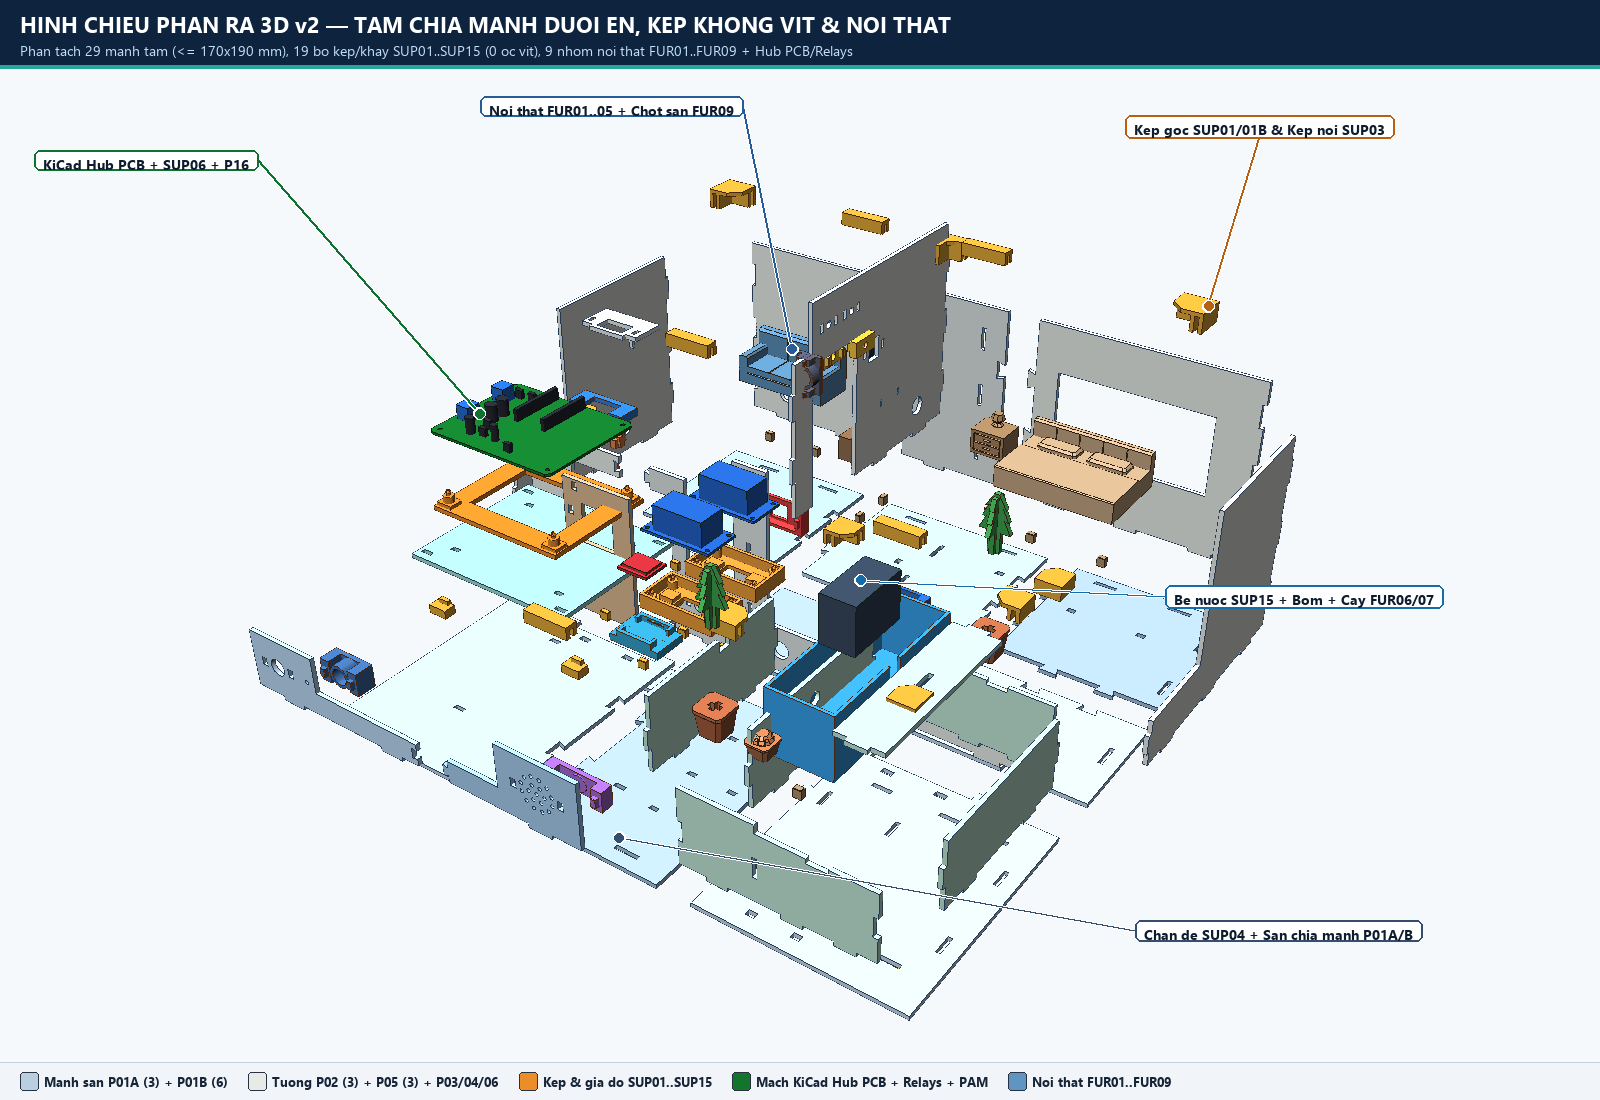 HINH CHIEU PHAN RA 3D v2 — TAM CHIA MANH DUOI EN, KEP KHONG VIT & NOI THAT
Phan tach 29 manh tam (<= 170x190 mm), 19 bo kep/khay SUP01..SUP15 (0 oc vit), 9 nhom noi that FUR01..FUR09 + Hub PCB/Relays
Noi that FUR01..05 + Chot san FUR09
Kep goc SUP01/01B & Kep noi SUP03
KiCad Hub PCB + SUP06 + P16
Be nuoc SUP15 + Bom + Cay FUR06/07
Chan de SUP04 + San chia manh P01A/B
Manh san P01A (3) + P01B (6)
Tuong P02 (3) + P05 (3) + P03/04/06
Kep & gia do SUP01..SUP15
Mach KiCad Hub PCB + Relays + PAM
Noi that FUR01..FUR09